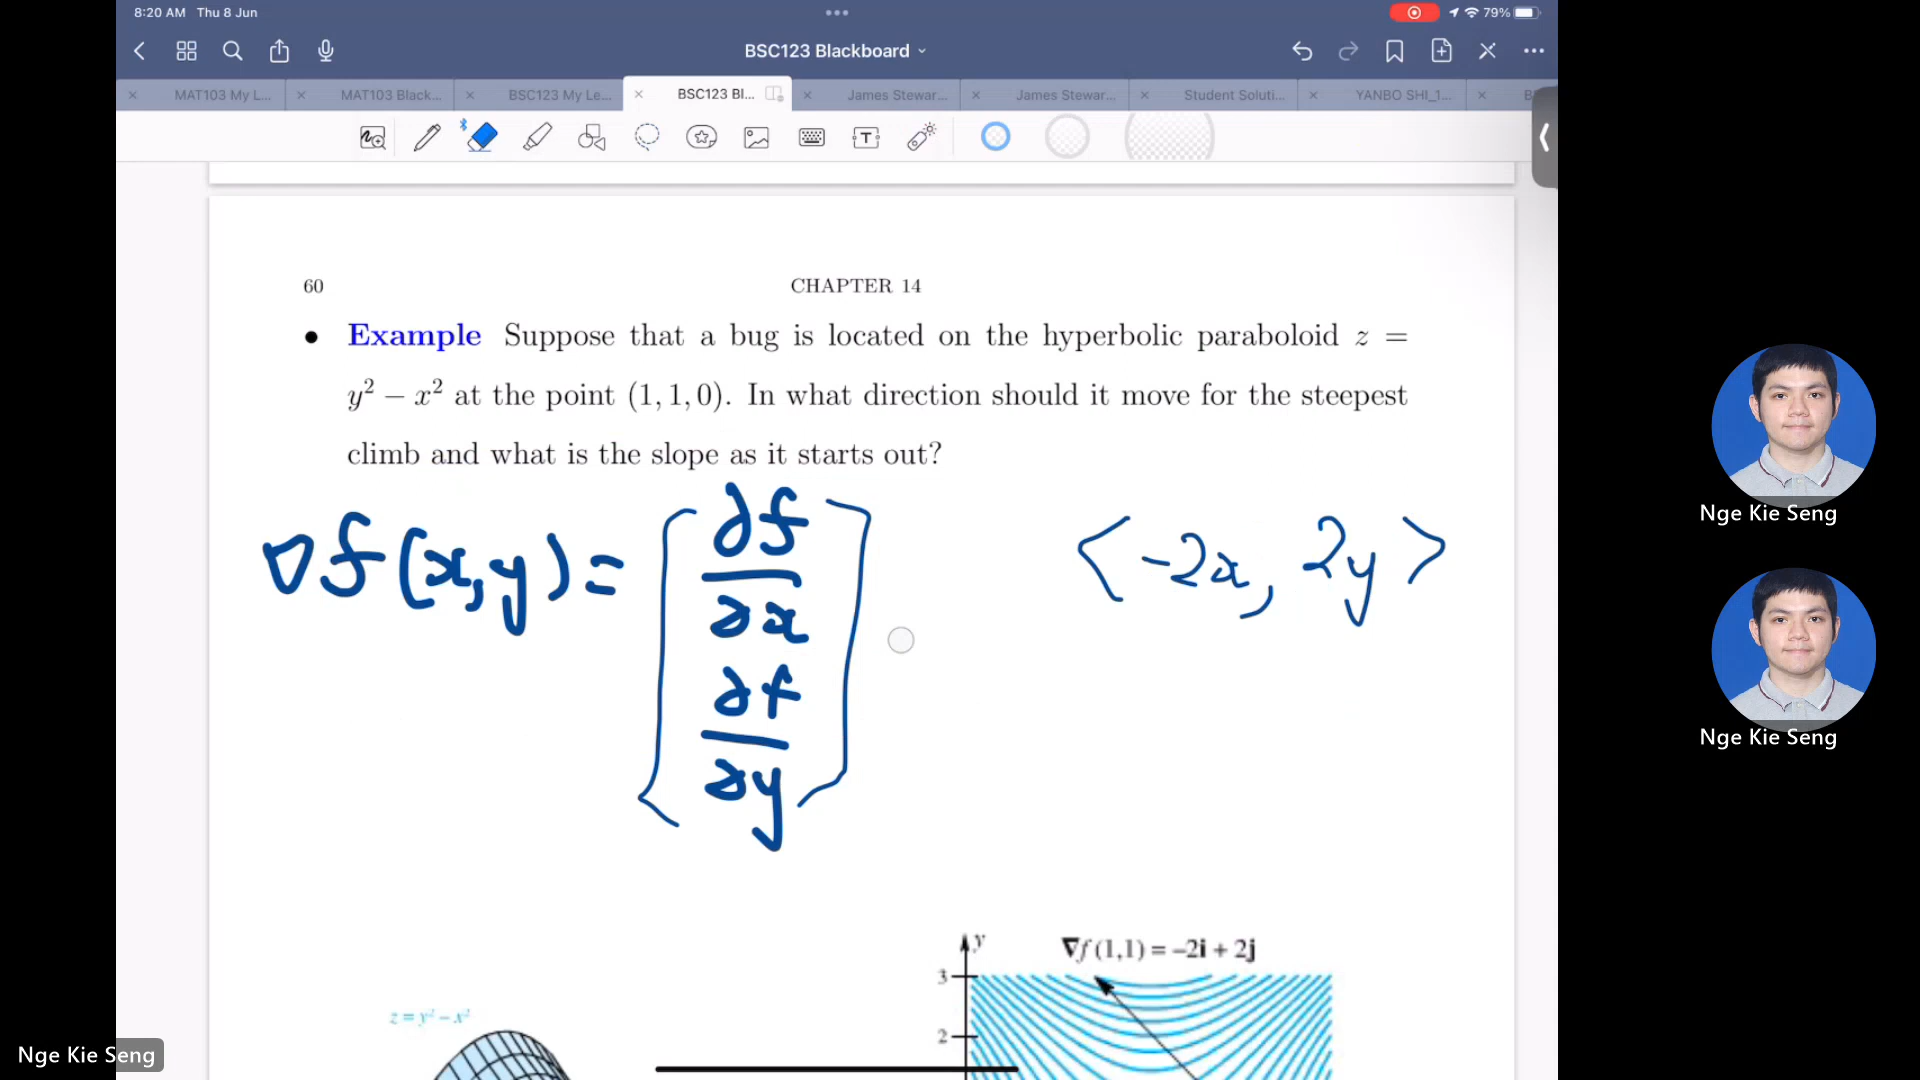 8:20 AM Thu 8 Jun
79%
BSC123 Blackboard
MAT103 My L...
MAT103 Black...
BSC123 My Le...
BSC123 Bl...
James Stewar...
James Stewar...
Student Soluti...
YANBO SHI_1...
60
CHAPTER 14
• Example Suppose that a bug is located on the hyperbolic paraboloid z =
y² − x² at the point (1, 1, 0). In what direction should it move for the steepest
climb and what is the slope as it starts out?
∇f(x,y) = [∂f/∂x
∂f/∂y]
<-2x, 2y>
y
∇f (1,1) = –2i + 2j
3
2
z = y² – x²
Nge Kie Seng
Nge Kie Seng
Nge Kie Seng